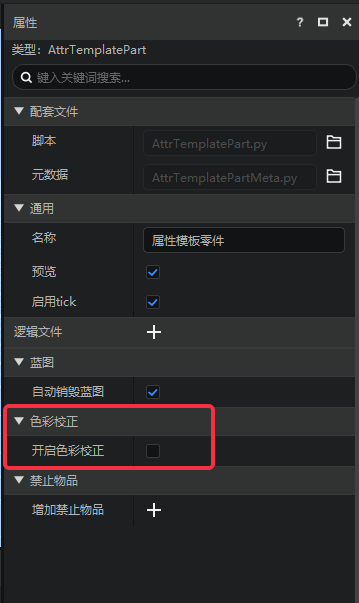 属性
?
类型: AttrTemplatePart
键入关键词搜索...
配套文件
脚本 AttrTemplatePart.py
元数据 AttrTemplatePartMeta.py
通用
名称 属性模板零件
预览
启用tick
逻辑文件
蓝图
自动销毁蓝图
色彩校正
开启色彩校正
禁止物品
增加禁止物品